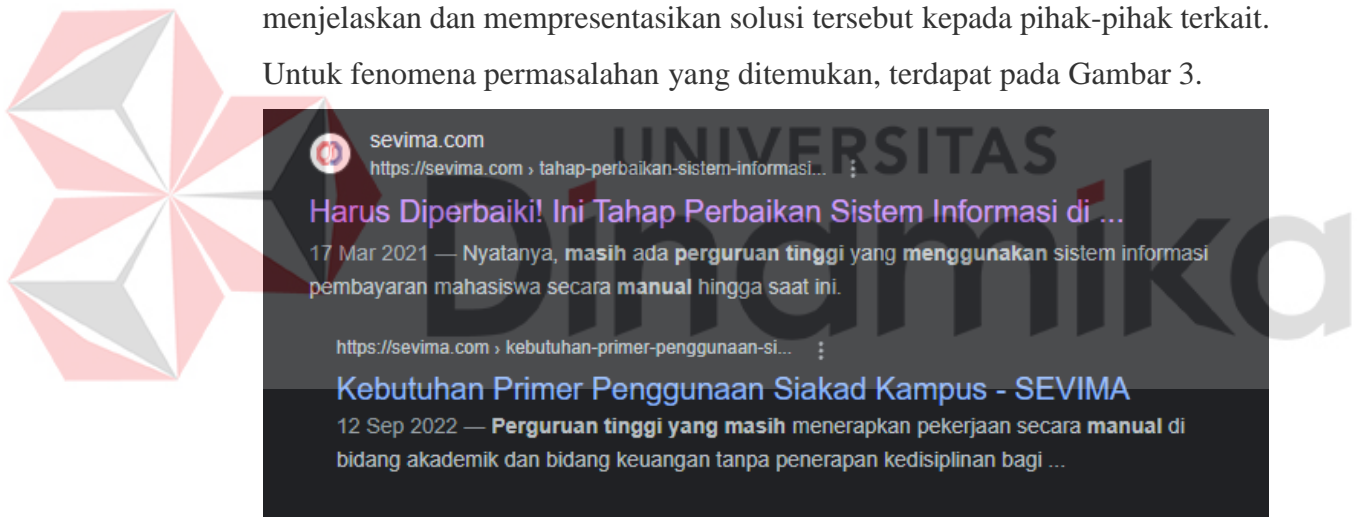 menjelaskan dan mempresentasikan solusi tersebut kepada pihak-pihak terkait.
Untuk fenomena permasalahan yang ditemukan, terdapat pada Gambar 3.
UNIVERSITAS
Dinamika
sevima.com
https://sevima.com › tahap-perbaikan-sistem-informasi...
Harus Diperbaiki! Ini Tahap Perbaikan Sistem Informasi di ...
17 Mar 2021 — Nyatanya, masih ada perguruan tinggi yang menggunakan sistem informasi
pembayaran mahasiswa secara manual hingga saat ini.
https://sevima.com › kebutuhan-primer-penggunaan-si...
Kebutuhan Primer Penggunaan Siakad Kampus - SEVIMA
12 Sep 2022 — Perguruan tinggi yang masih menerapkan pekerjaan secara manual di
bidang akademik dan bidang keuangan tanpa penerapan kedisiplinan bagi ...